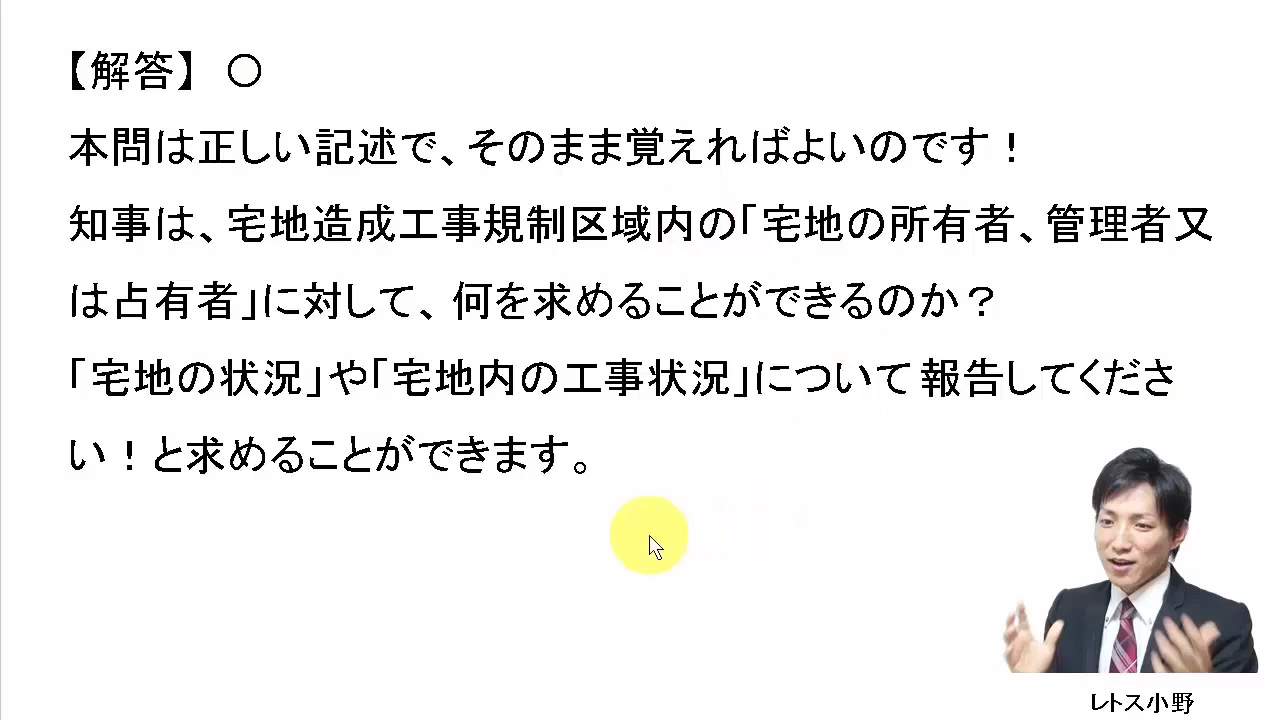 【解答】 ○
本問は正しい記述で、そのまま覚えればよいのです！
知事は、宅地造成工事規制区域内の「宅地の所有者、管理者又
は占有者」に対して、何を求めることができるのか？
「宅地の状況」や「宅地内の工事状況」について報告してくださ
い！と求めることができます。
レトス小野